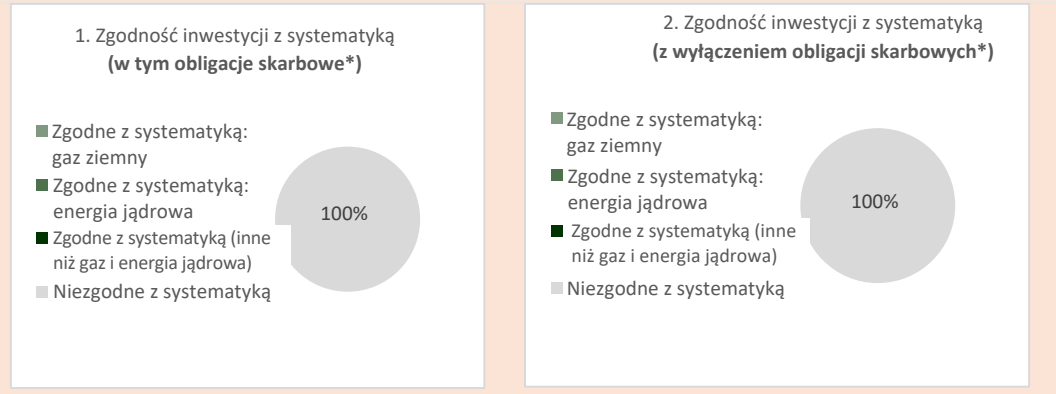 1. Zgodność inwestycji z systematyką
(w tym obligacje skarbowe*)
Zgodne z systematyką:
gaz ziemny
Zgodne z systematyką:
energia jądrowa
Zgodne z systematyką (inne
niż gaz i energia jądrowa)
Niezgodne z systematyką
100%
2. Zgodność inwestycji z systematyką
(z wyłączeniem obligacji skarbowych*)
Zgodne z systematyką:
gaz ziemny
Zgodne z systematyką:
energia jądrowa
Zgodne z systematyką (inne
niż gaz i energia jądrowa)
Niezgodne z systematyką
100%